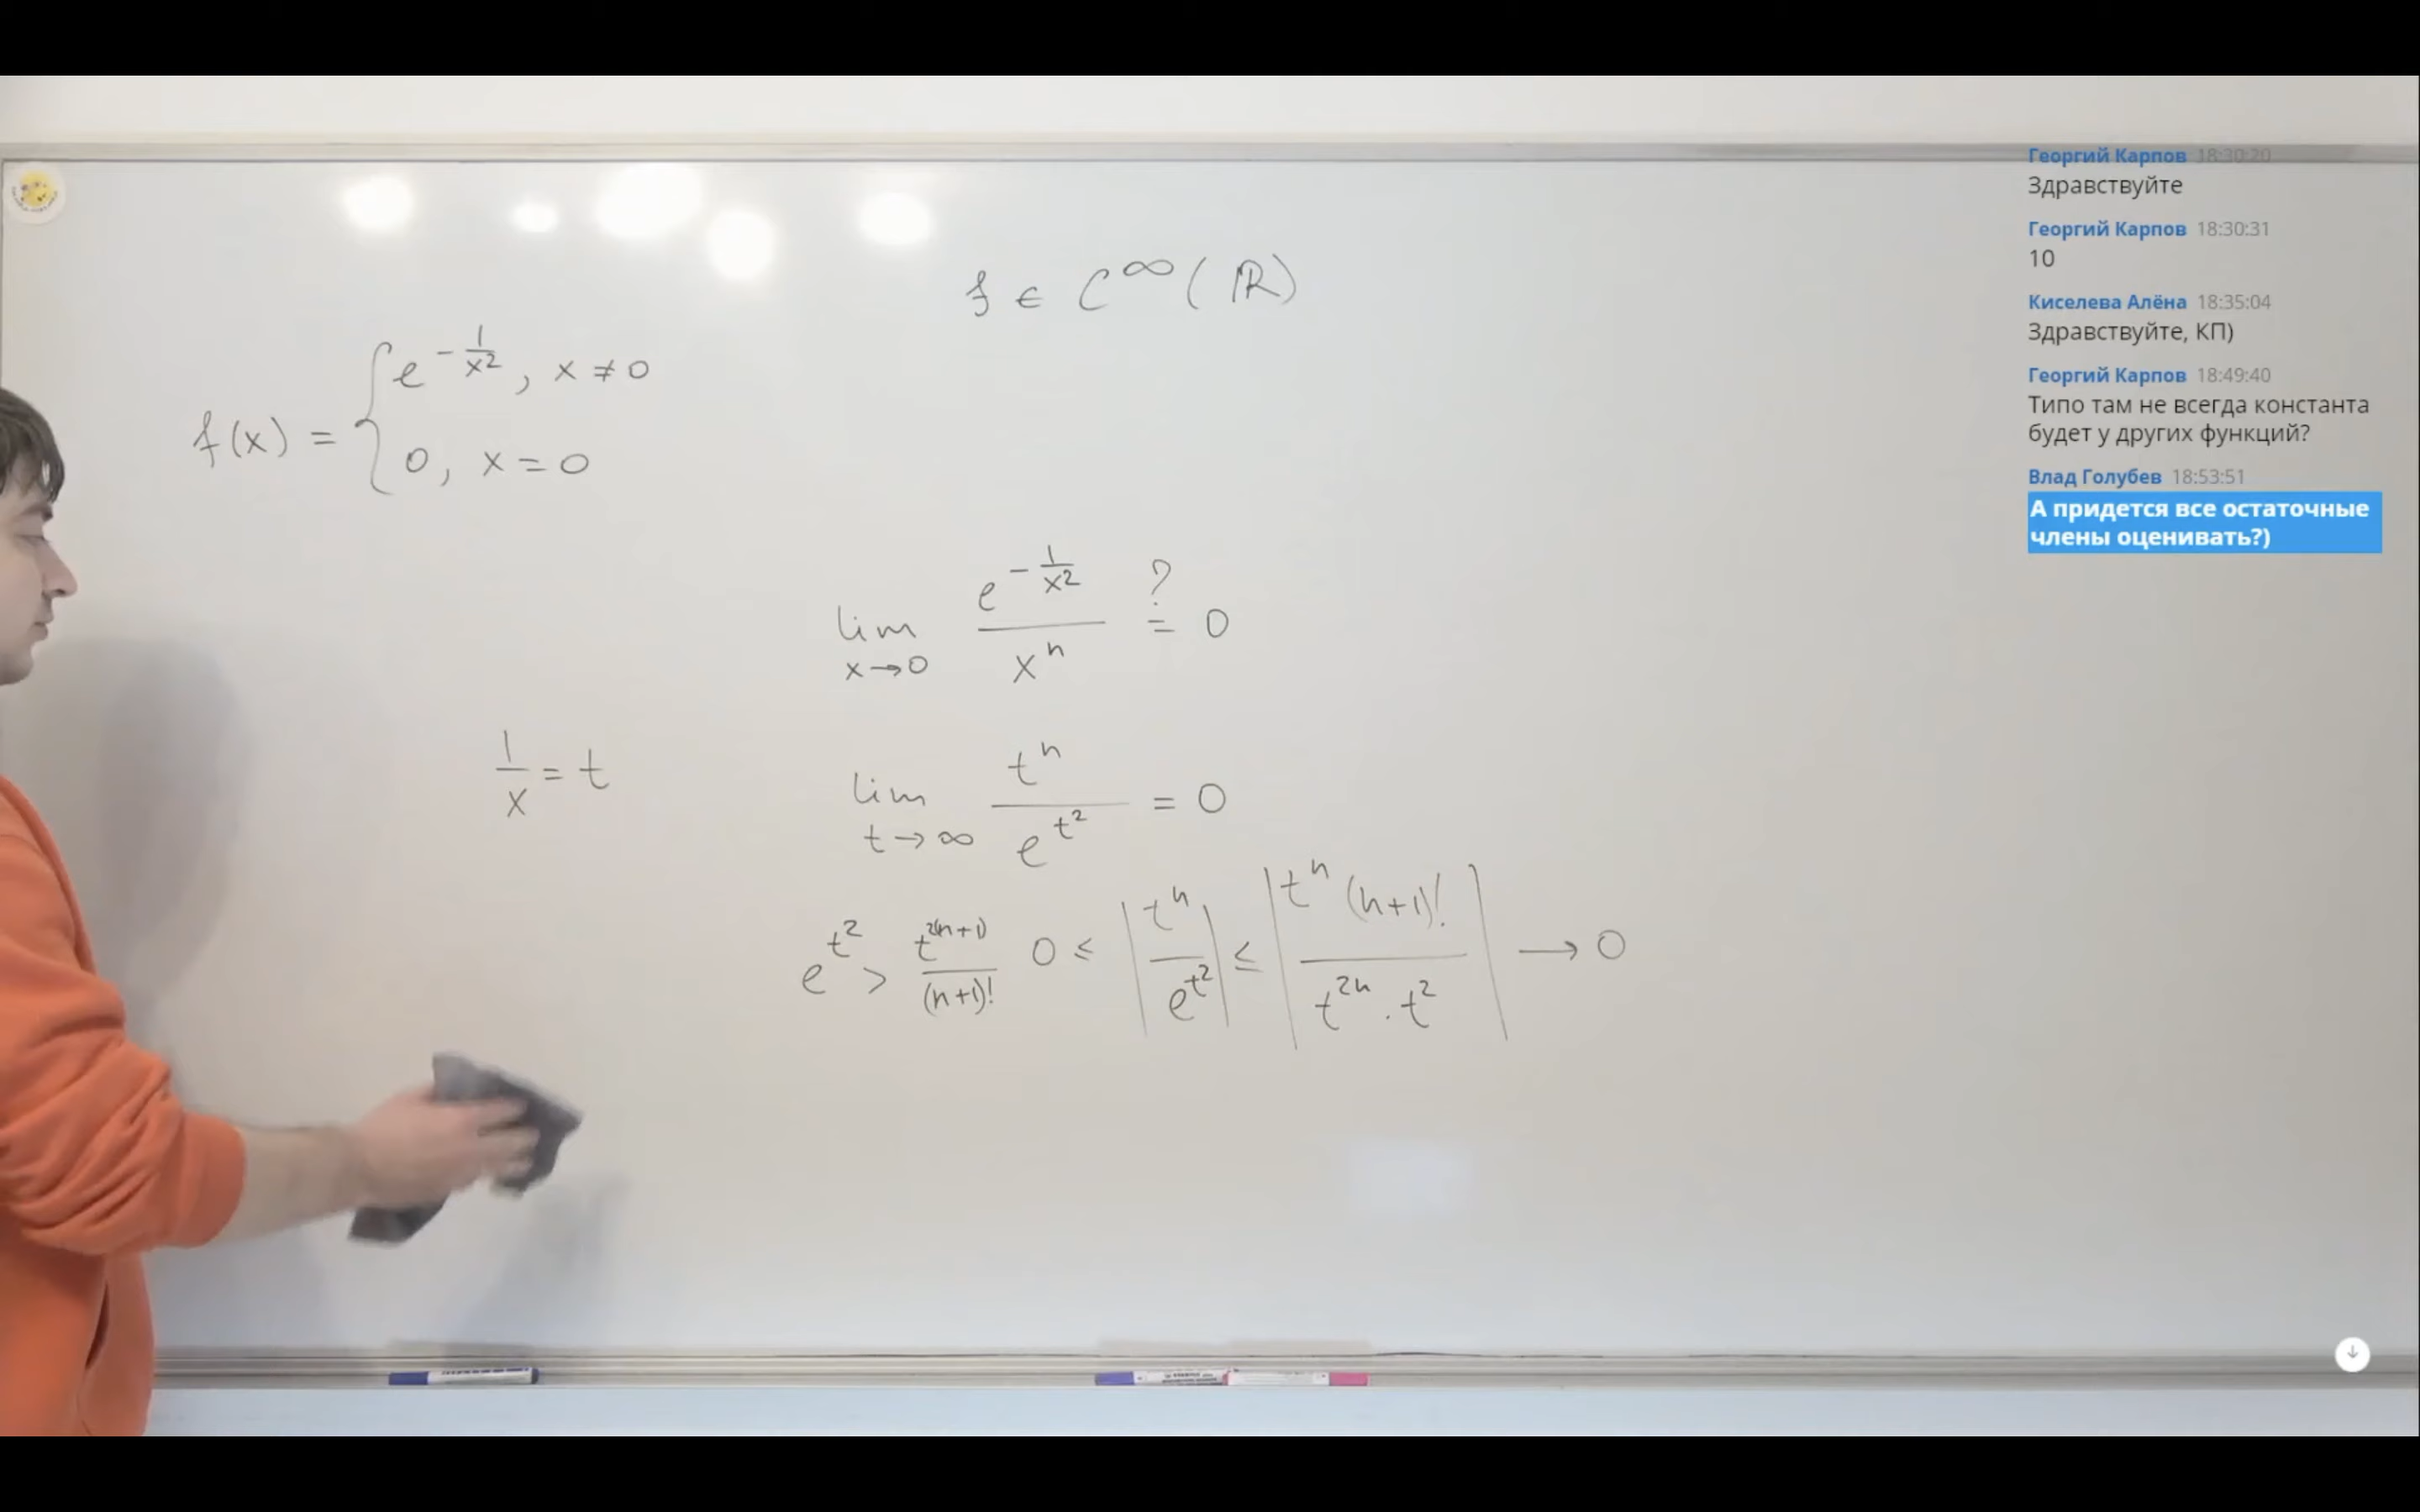 f ∈ C^∞(ℝ)
f(x) = { e^{-1/x²}, x ≠ 0
0, x = 0
lim_{x→0} e^{-1/x²} / x^n ?= 0
1/x = t
lim_{t→∞} t^n / e^{t²} = 0
e^{t²} > t^{2(n+1)} / (n+1)! 0 ≤ |t^n / e^{t²}| ≤ |t^n (n+1)! / t^{2n} · t²| → 0
Георгий Карпов 18:30:20
Здравствуйте
Георгий Карпов 18:30:31
10
Киселева Алёна 18:35:04
Здравствуйте, КП)
Георгий Карпов 18:49:40
Типо там не всегда константа
будет у других функций?
Влад Голубев 18:53:51
А придется все остаточные
члены оценивать?)